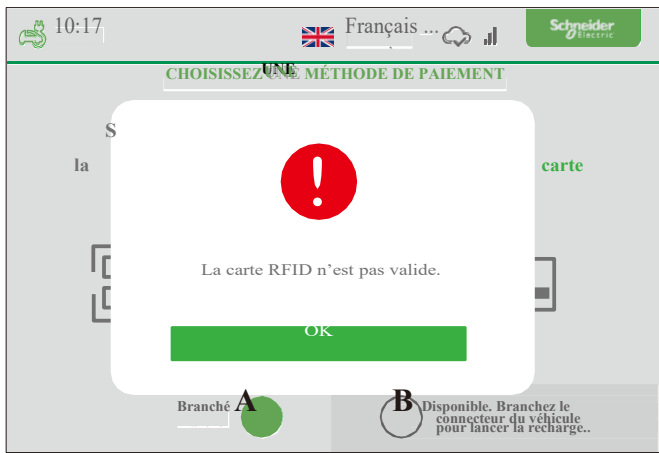 10:17
Français ...
Schneider
Electric
CHOISISSEZ UNE MÉTHODE DE PAIEMENT
S
la
carte
La carte RFID n’est pas valide.
OK
Branché A
B Disponible. Branchez le
connecteur du véhicule
pour lancer la recharge..